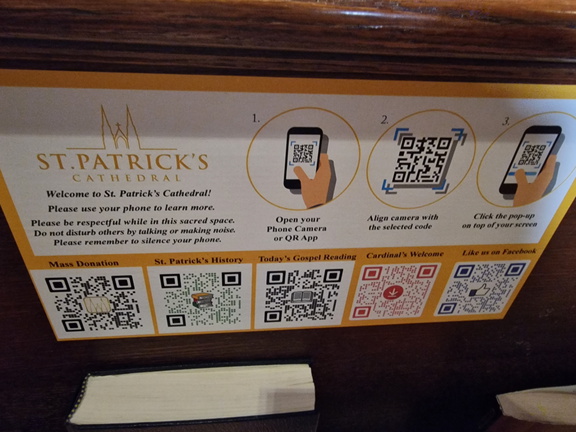 ST. PATRICK'S
CATHEDRAL
Welcome to St. Patrick's Cathedral!
Please use your phone to learn more.
Please be respectful while in this sacred space.
Do not disturb others by talking or making noise.
Please remember to silence your phone.
1.
Open your
Phone Camera
or QR App
2.
Align camera with
the selected code
3.
Click the pop-up
on top of your screen
Mass Donation
St. Patrick's History
Today's Gospel Reading
Cardinal's Welcome
Like us on Facebook